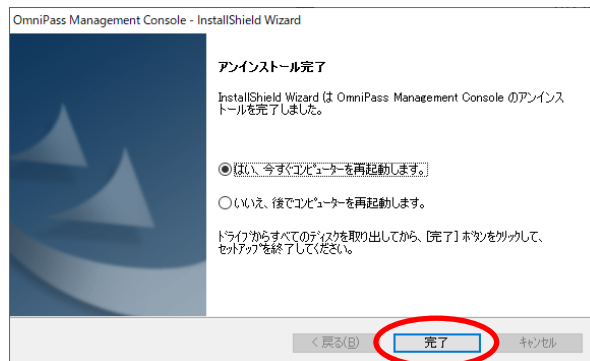 OmniPass Management Console - InstallShield Wizard
アンインストール完了
InstallShield Wizard は OmniPass Management Console のアンインス
トールを完了しました。
はい、今すぐコンピューターを再起動します。
いいえ、後でコンピューターを再起動します。
ドライブからすべてのディスクを取り出してから、[完了] ボタンをクリックして、
セットアップを終了してください。
< 戻る(B)
完了
キャンセル